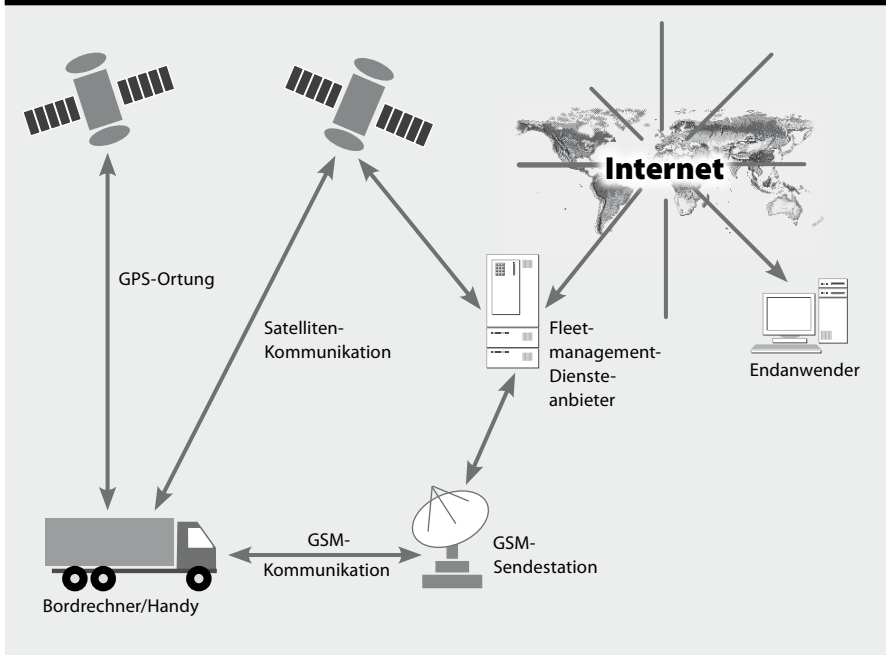 Internet
GPS-Ortung
Satelliten-
Kommunikation
Fleet-
management-
Dienste-
anbieter
Endanwender
GSM-
Kommunikation
GSM-
Sendestation
Bordrechner/Handy